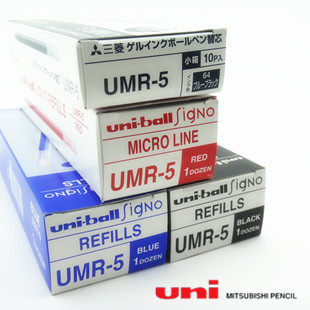 三菱 ゲルインクボールペン替芯
UMR-5
小箱 10P入
64
ブルーブラック
uni-ball SigNO
MICRO LINE
UMR-5
RED
1 DOZEN
uni-ball SigNO
REFILLS
UMR-5
BLUE
1 DOZEN
uni-ball SigNO
REFILLS
UMR-5
BLACK
1 DOZEN
uni MITSUBISHI PENCIL